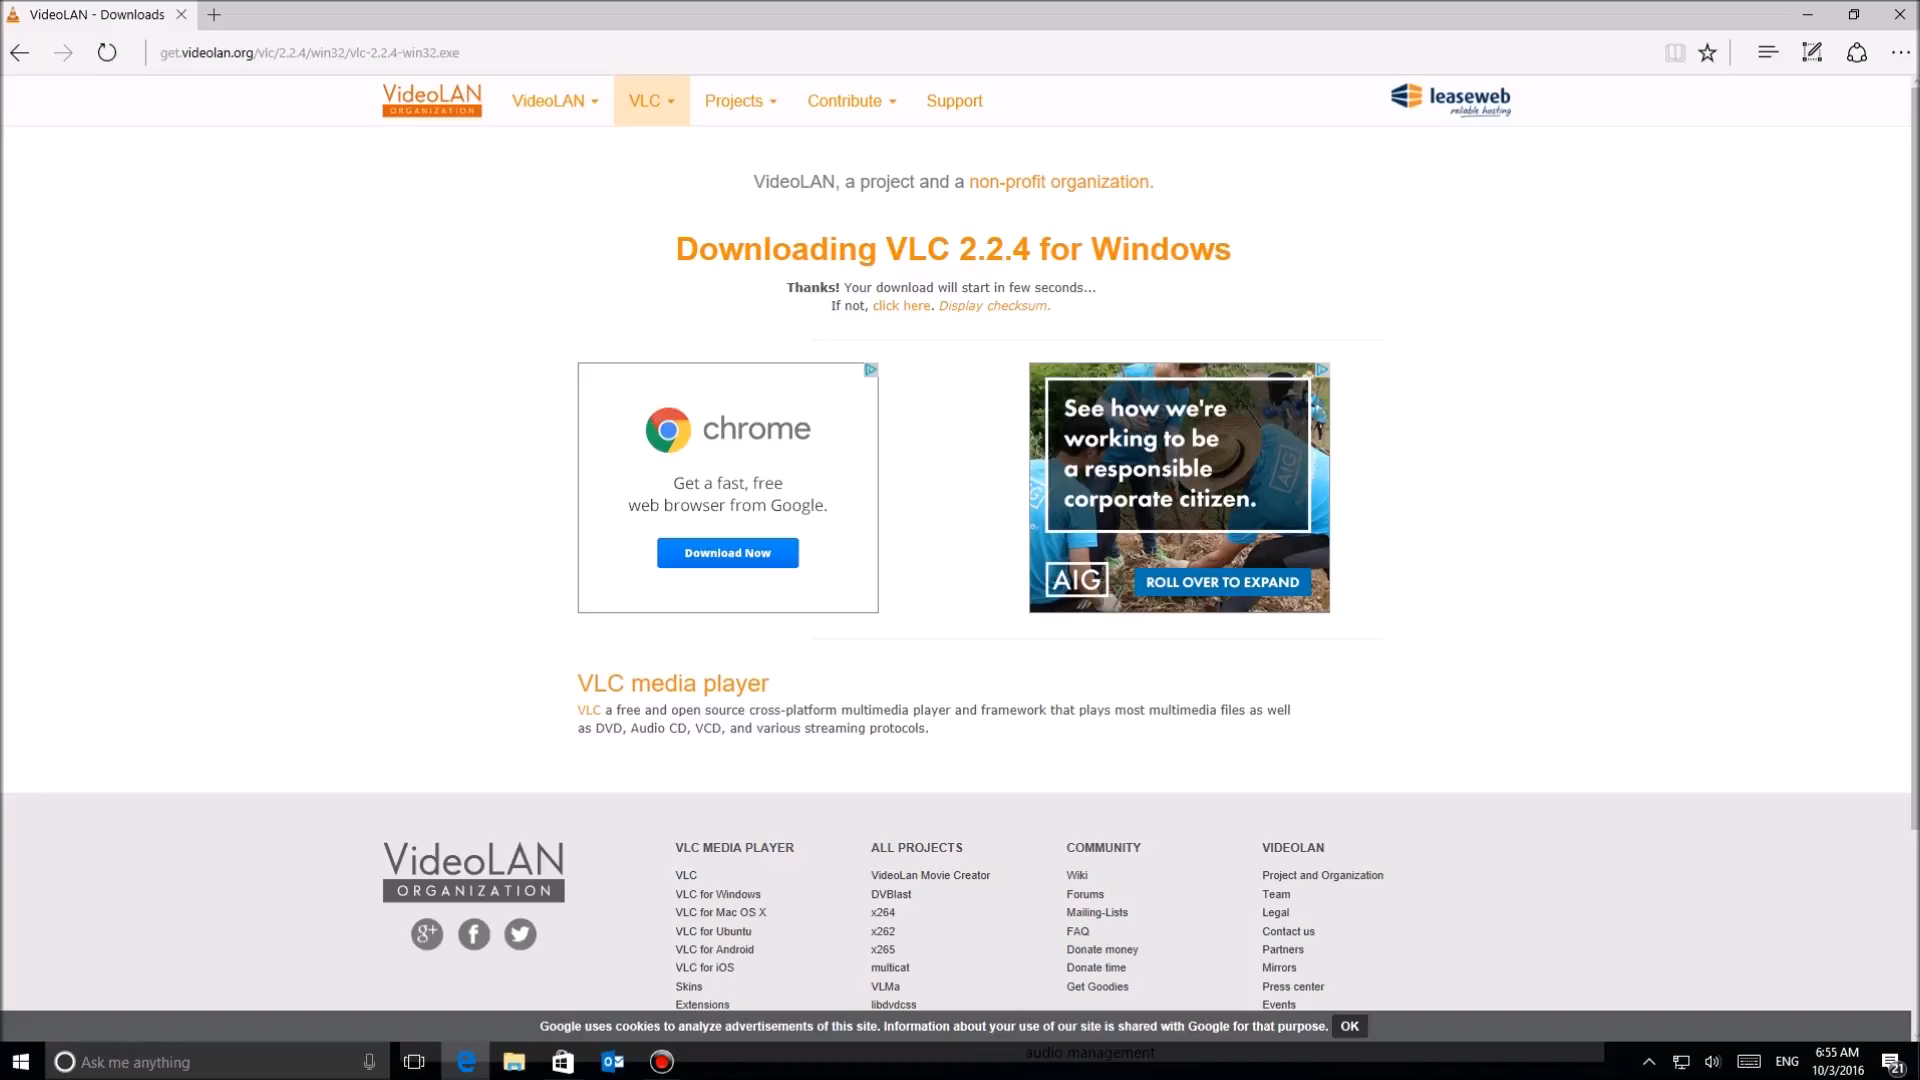 VideoLAN - Downloads
get.videolan.org/vlc/2.2.4/win32/vlc-2.2.4-win32.exe
VideoLAN
ORGANIZATION
VideoLAN
VLC
Projects
Contribute
Support
leaseweb
reliable hosting
VideoLAN, a project and a non-profit organization.
Downloading VLC 2.2.4 for Windows
Thanks! Your download will start in few seconds...
If not, click here. Display checksum.
chrome
Get a fast, free
web browser from Google.
Download Now
See how we're
working to be
a responsible
corporate citizen.
AIG
AIG
ROLL OVER TO EXPAND
VLC media player
VLC a free and open source cross-platform multimedia player and framework that plays most multimedia files as well
as DVD, Audio CD, VCD, and various streaming protocols.
VideoLAN
ORGANIZATION
g+
f
VLC MEDIA PLAYER
VLC
VLC for Windows
VLC for Mac OS X
VLC for Ubuntu
VLC for Android
VLC for iOS
Skins
Extensions
ALL PROJECTS
VideoLan Movie Creator
DVBlast
x264
x262
x265
multicat
VLMa
libdvdcss
COMMUNITY
Wiki
Forums
Mailing-Lists
FAQ
Donate money
Donate time
Get Goodies
VIDEOLAN
Project and Organization
Team
Legal
Contact us
Partners
Mirrors
Press center
Events
Google uses cookies to analyze advertisements of this site. Information about your use of our site is shared with Google for that purpose. OK
audio management
Ask me anything
ENG
6:55 AM
10/3/2016
21